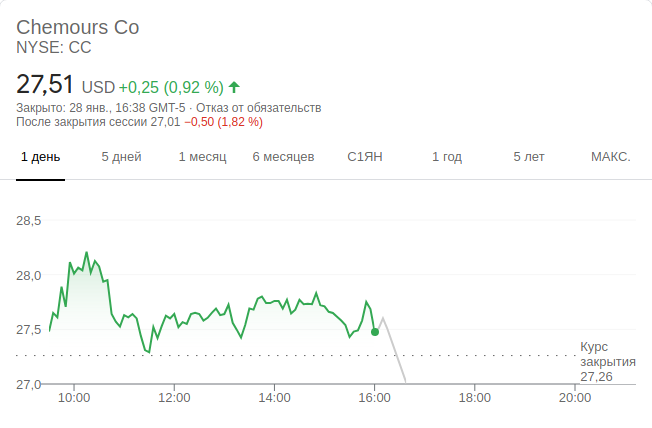 Chemours Co
NYSE: CC
27,51 USD +0,25 (0,92 %)
Закрыто: 28 янв., 16:38 GMT-5 · Отказ от обязательств
После закрытия сессии 27,01 −0,50 (1,82 %)
1 день 5 дней 1 месяц 6 месяцев С1ЯН 1 год 5 лет МАКС.
28,5
28,0
27,5
Курс
закрытия
27,26
27,0
10:00 12:00 14:00 16:00 18:00 20:00